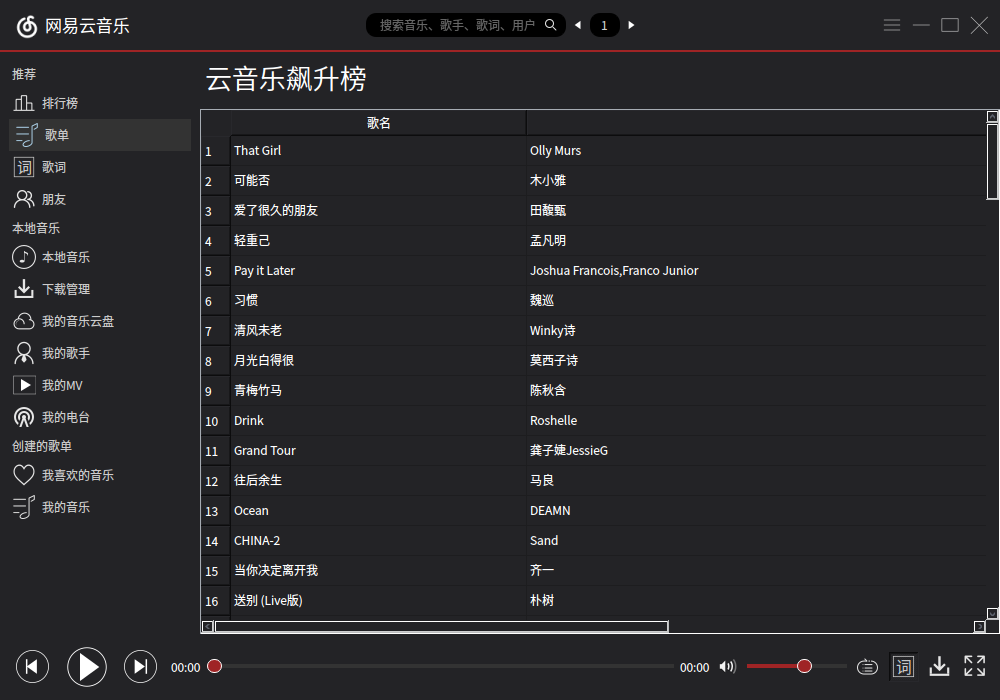 网易云音乐
搜索音乐、歌手、歌词、用户
1
推荐
排行榜
歌单
词 歌词
朋友
本地音乐
本地音乐
下载管理
我的音乐云盘
我的歌手
我的MV
我的电台
创建的歌单
我喜欢的音乐
我的音乐
云音乐飙升榜
歌名
1 That Girl Olly Murs
2 可能否 木小雅
3 爱了很久的朋友 田馥甄
4 轻重己 孟凡明
5 Pay it Later Joshua Francois,Franco Junior
6 习惯 魏巡
7 清风未老 Winky诗
8 月光白得很 莫西子诗
9 青梅竹马 陈秋含
10 Drink Roshelle
11 Grand Tour 龚子婕JessieG
12 往后余生 马良
13 Ocean DEAMN
14 CHINA-2 Sand
15 当你决定离开我 齐一
16 送别 (Live版) 朴树
00:00
00:00
词